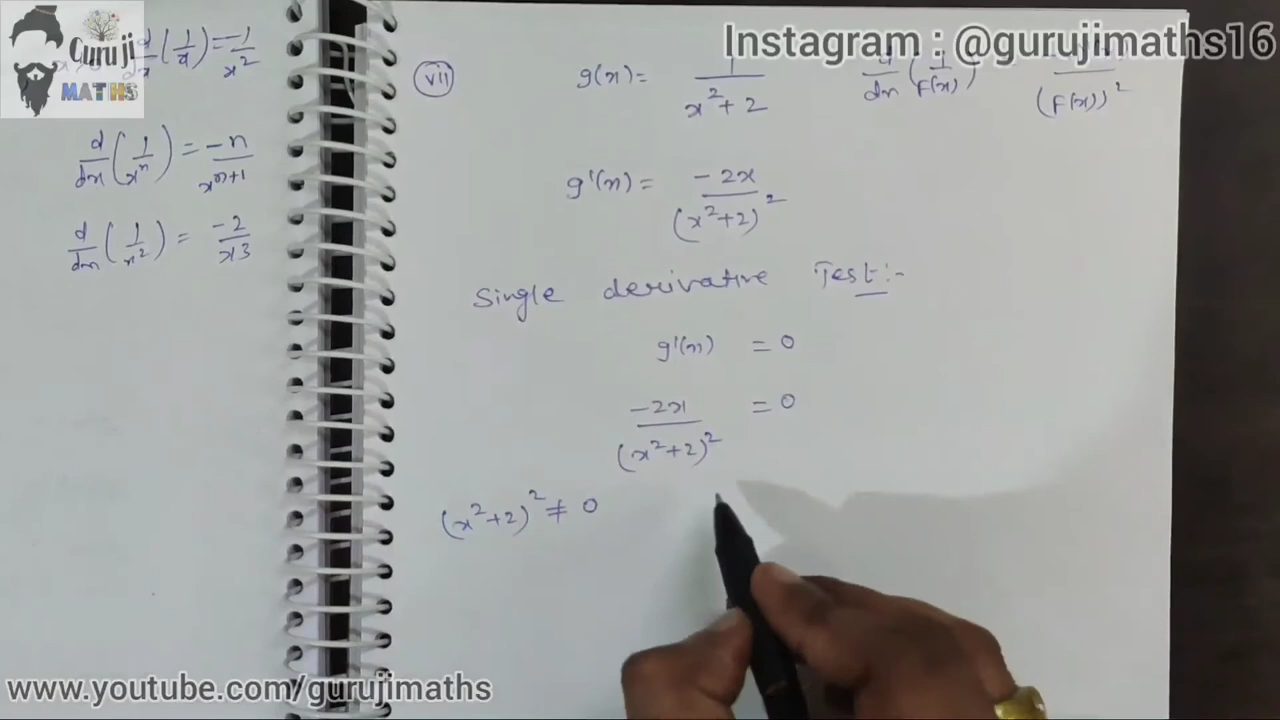 Guruji
MATHS
Instagram : @gurujimaths16
d/dx (1/x) = -1/x²
d/dx (1/xⁿ) = -n/xⁿ⁺¹
d/dx (1/x²) = -2/x3
(vii) g(x) = 1/x²+2
d/dx (1/F(x))
(F(x))²
g'(x) = -2x/(x²+2)²
Single derivative Test :-
g'(x) = 0
-2x/(x²+2)² = 0
(x²+2)² ≠ 0
www.youtube.com/gurujimaths